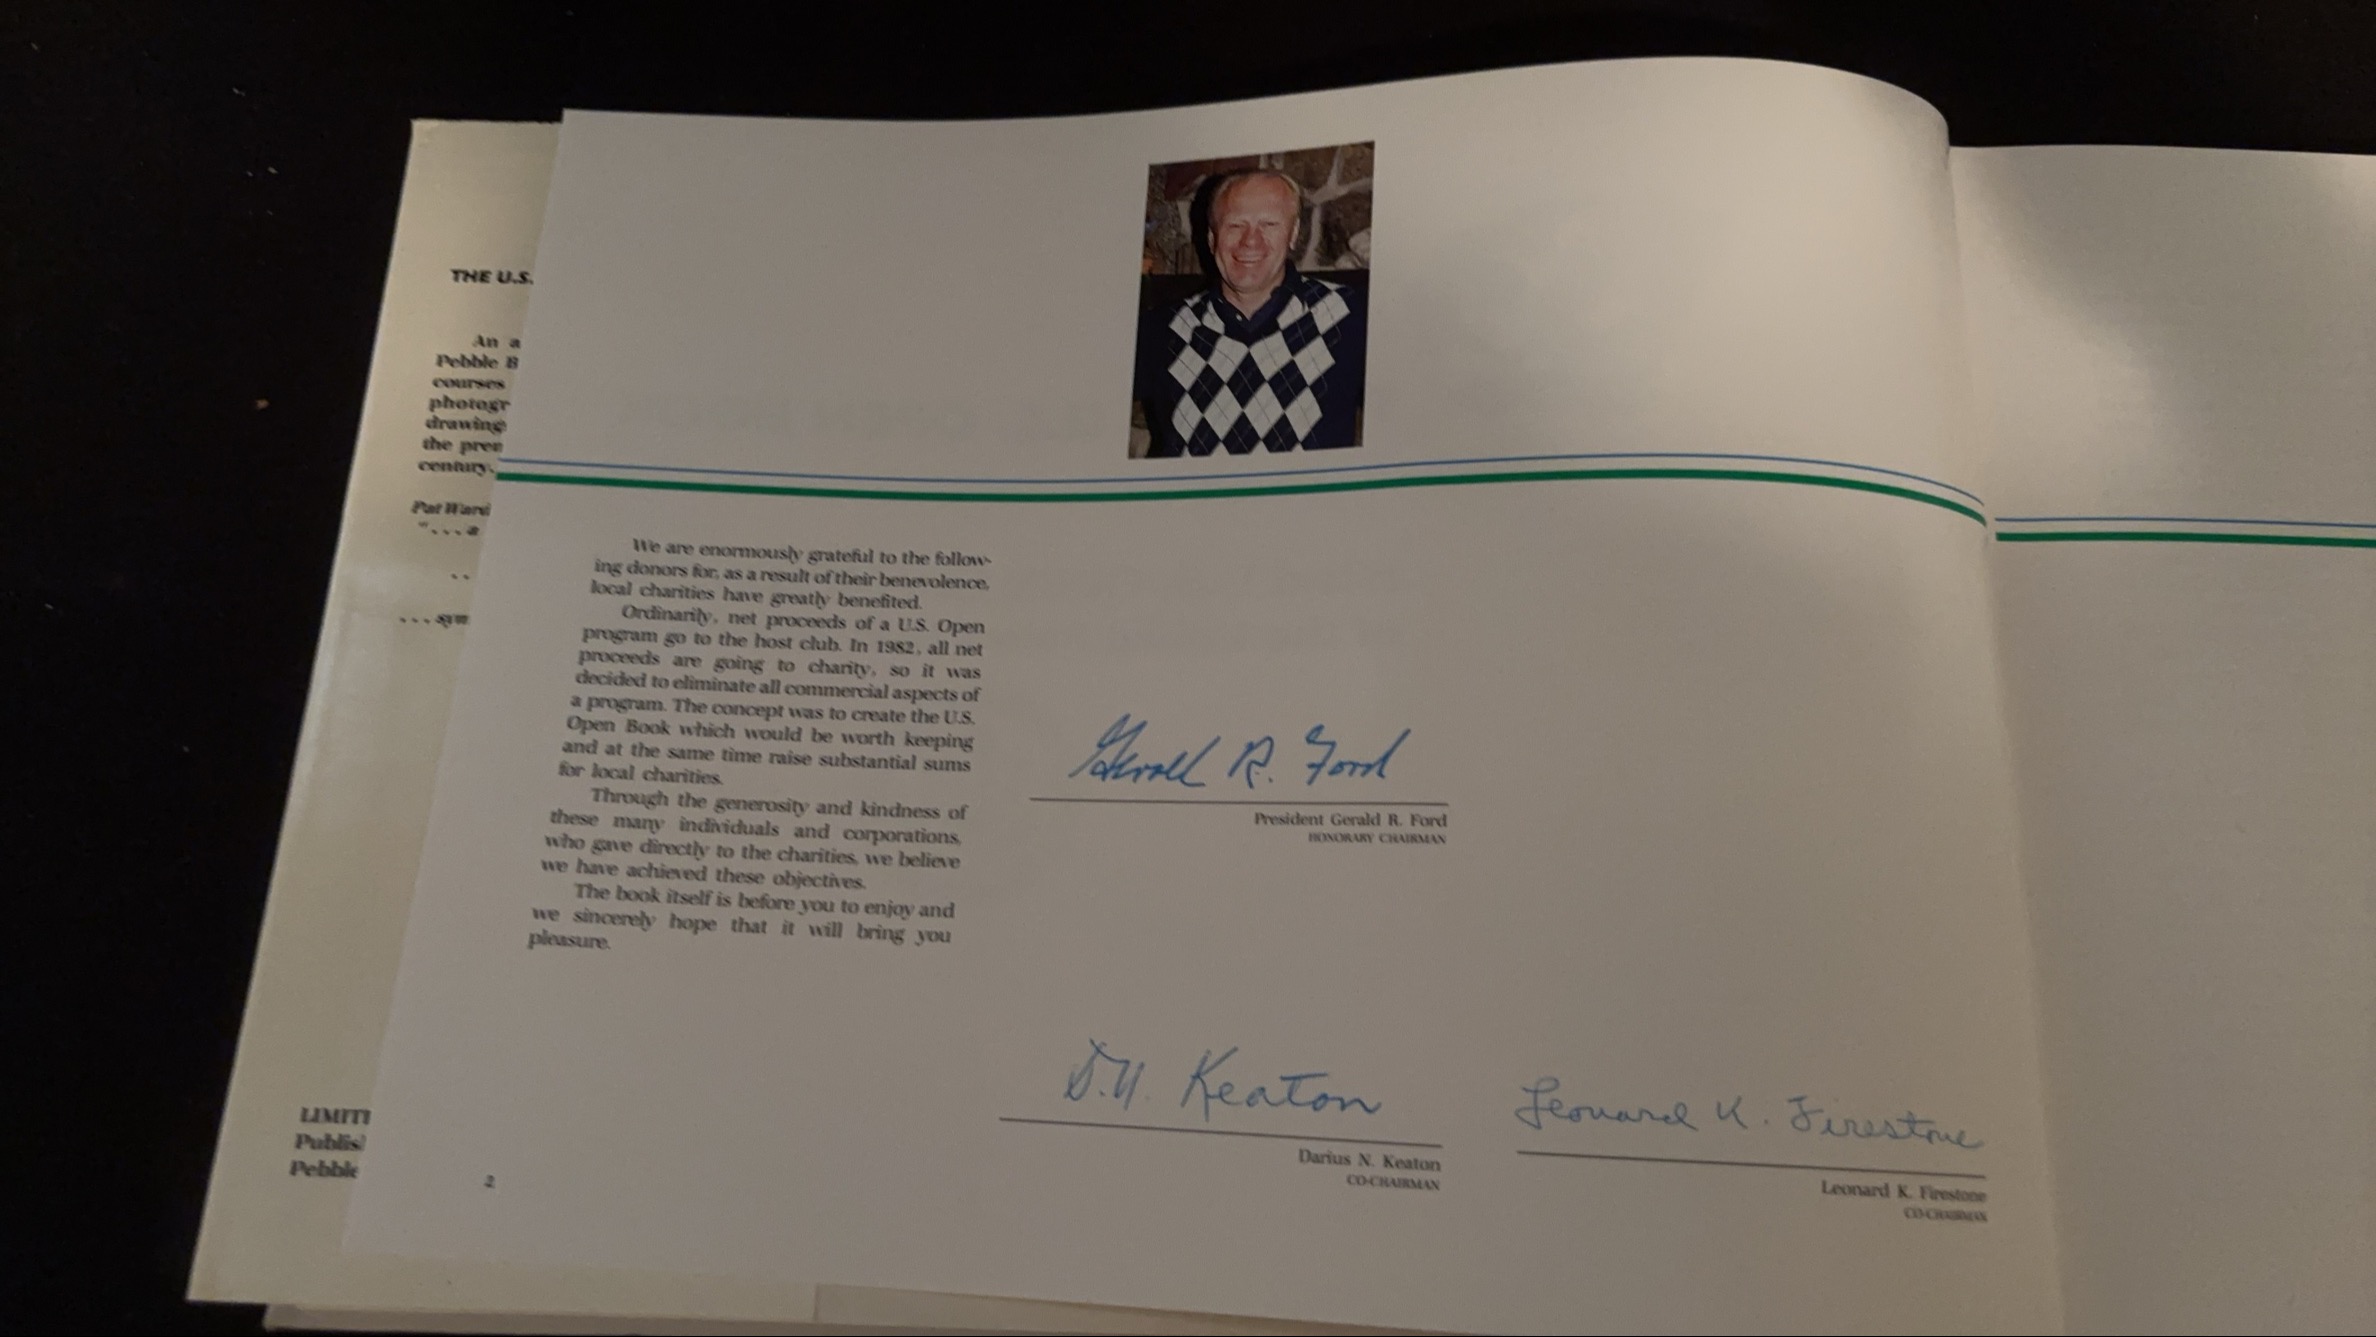 THE U.S.
An a
Pebble B
courses
photogr
drawing
the prem
century.
Pat Ward
". . . a
. .
. . . sym
LIMITE
Publis
Pebble
We are enormously grateful to the follow-
ing donors for, as a result of their benevolence,
local charities have greatly benefited.
Ordinarily, net proceeds of a U.S. Open
program go to the host club. In 1982, all net
proceeds are going to charity, so it was
decided to eliminate all commercial aspects of
a program. The concept was to create the U.S.
Open Book which would be worth keeping
and at the same time raise substantial sums
for local charities.
Through the generosity and kindness of
these many individuals and corporations,
who gave directly to the charities, we believe
we have achieved these objectives.
The book itself is before you to enjoy and
we sincerely hope that it will bring you
pleasure.
Gerald R. Ford
President Gerald R. Ford
HONORARY CHAIRMAN
D.N. Keaton
Darius N. Keaton
CO-CHAIRMAN
Leonard K. Firestone
Leonard K. Firestone
CO-CHAIRMAN
2